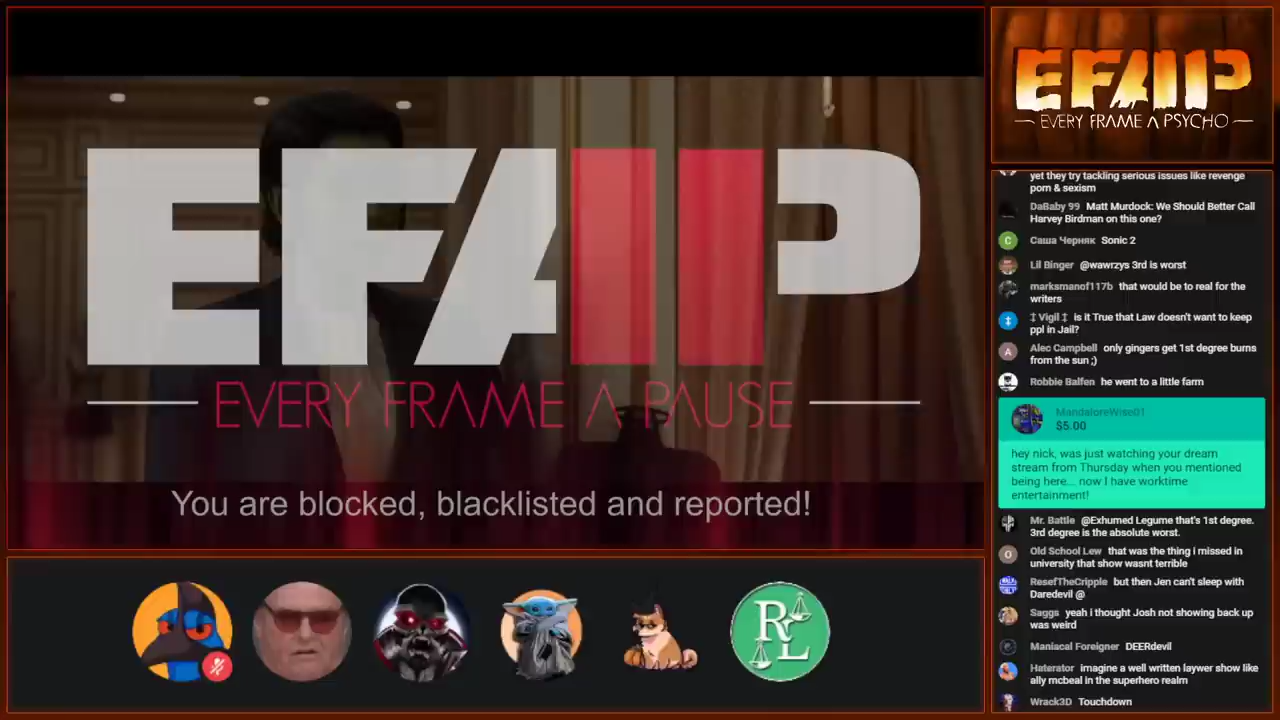 EFAP
EVERY FRAME A PAUSE
You are blocked, blacklisted and reported!
RL
EFAP
EVERY FRAME A PSYCHO
yet they try tackling serious issues like revenge
porn & sexism
DaBaby 99 Matt Murdock: We Should Better Call
Harvey Birdman on this one?
С
Саша Черняк Sonic 2
Lil Binger @wawrzys 3rd is worst
marksmanof117b that would be to real for the
writers
‡ Vigil ‡ is it True that Law doesn't want to keep
ppl in Jail?
A
Alec Campbell only gingers get 1st degree burns
from the sun ;)
Robbie Balfen he went to a little farm
MandaloreWise01
$5.00
hey nick, was just watching your dream
stream from Thursday when you mentioned
being here... now I have worktime
entertainment!
Mr. Battle @Exhumed Legume that's 1st degree.
3rd degree is the absolute worst.
O
Old School Lew that was the thing i missed in
university that show wasnt terrible
ResefTheCripple but then Jen can't sleep with
Daredevil @
Saggs yeah i thought Josh not showing back up
was weird
Maniacal Foreigner DEERdevil
Haterator imagine a well written laywer show like
ally mcbeal in the superhero realm
Wrack3D Touchdown